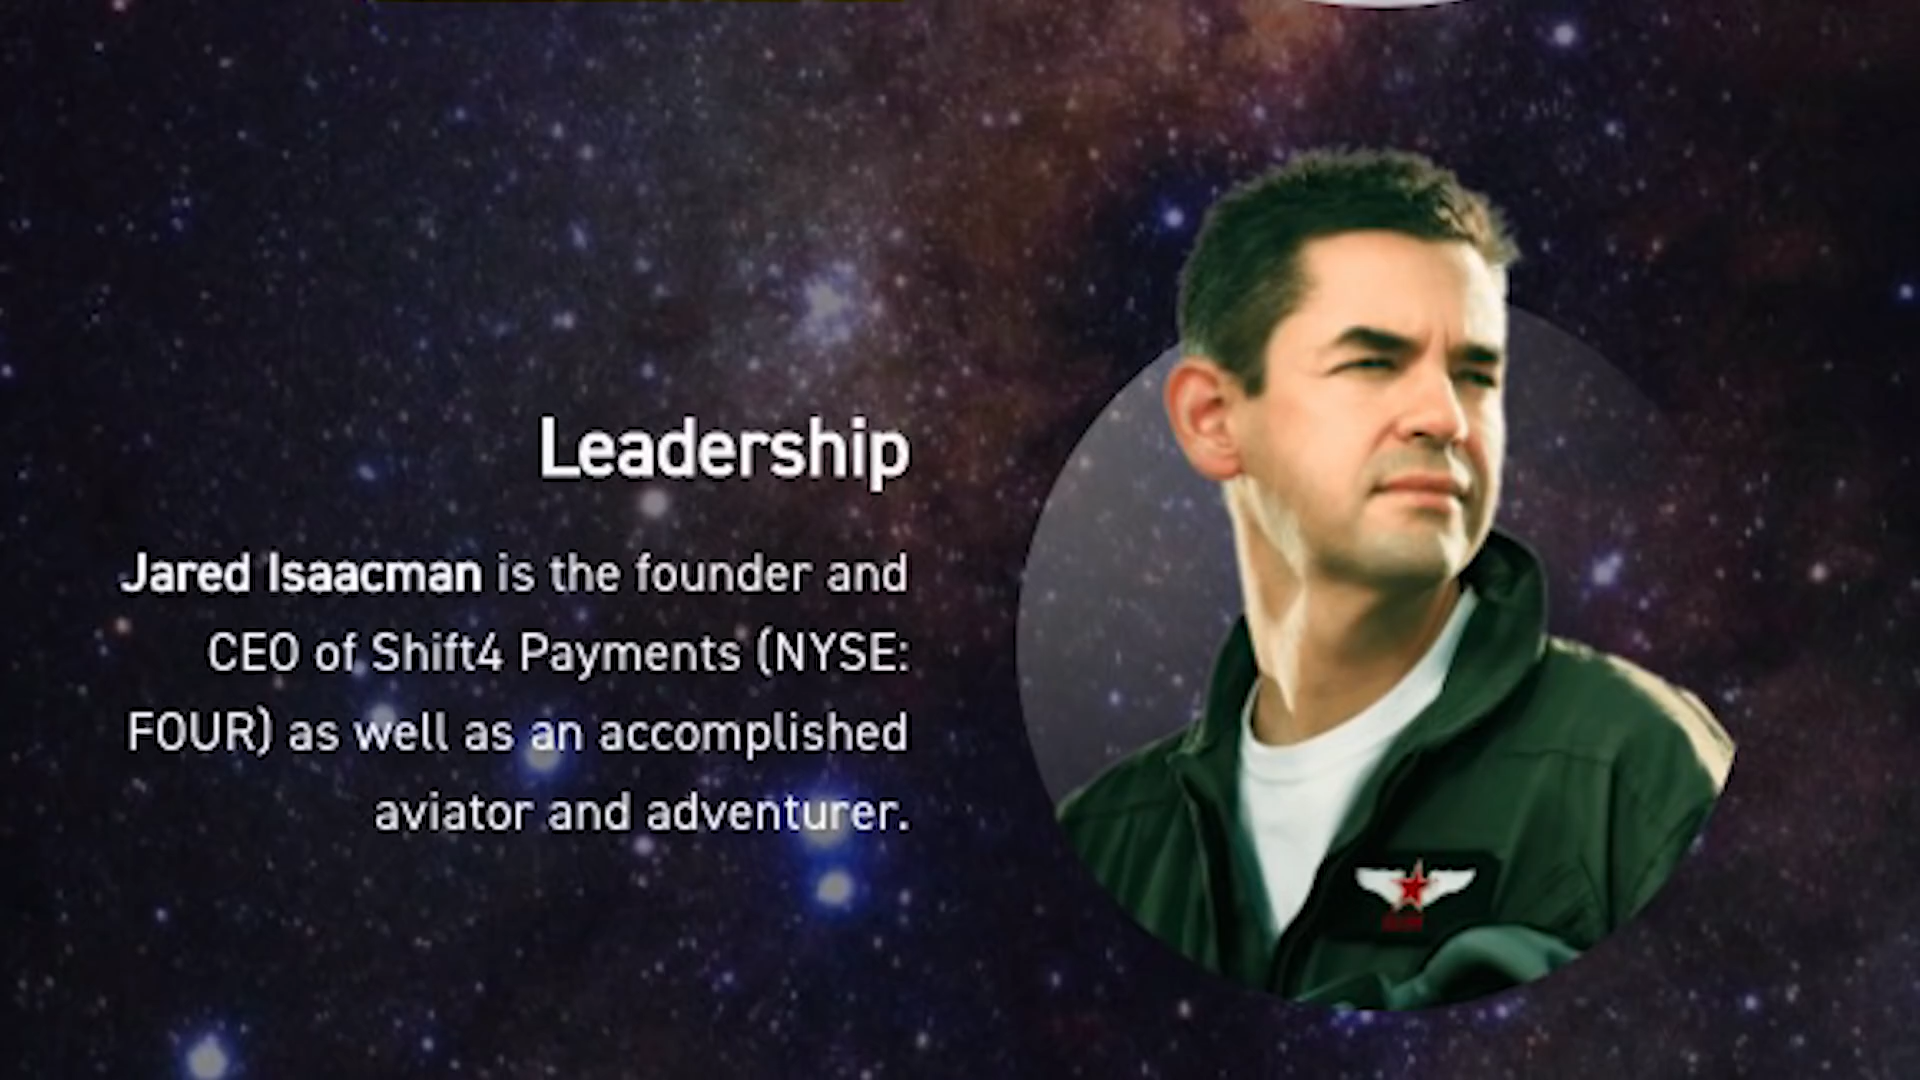 Leadership
Jared Isaacman is the founder and
CEO of Shift4 Payments (NYSE:
FOUR) as well as an accomplished
aviator and adventurer.